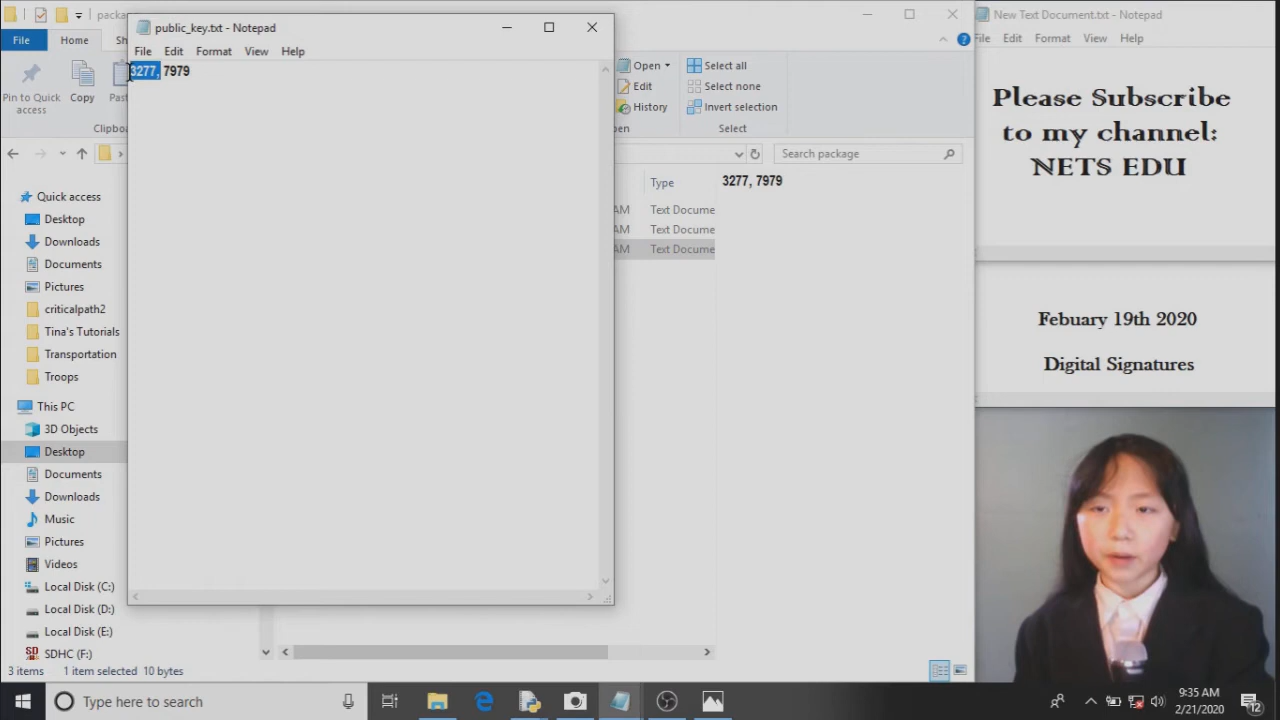 packa
public_key.txt - Notepad
New Text Document.txt - Notepad
File
Home
Sh
File Edit Format View Help
File Edit Format View Help
3277, 7979
Pin to Quick
access
Copy
Past
Clipbo
Open
Edit
History
pen
Select all
Select none
Invert selection
Select
Please Subscribe
to my channel:
NETS EDU
Search package
Type
3277, 7979
AM Text Docume
AM Text Docume
AM Text Docume
Quick access
Desktop
Downloads
Documents
Pictures
criticalpath2
Tina's Tutorials
Transportation
Troops
This PC
3D Objects
Desktop
Documents
Downloads
Music
Pictures
Videos
Local Disk (C:)
Local Disk (D:)
Local Disk (E:)
SDHC (F:)
Febuary 19th 2020
Digital Signatures
3 items 1 item selected 10 bytes
Type here to search
9:35 AM
2/21/2020
12